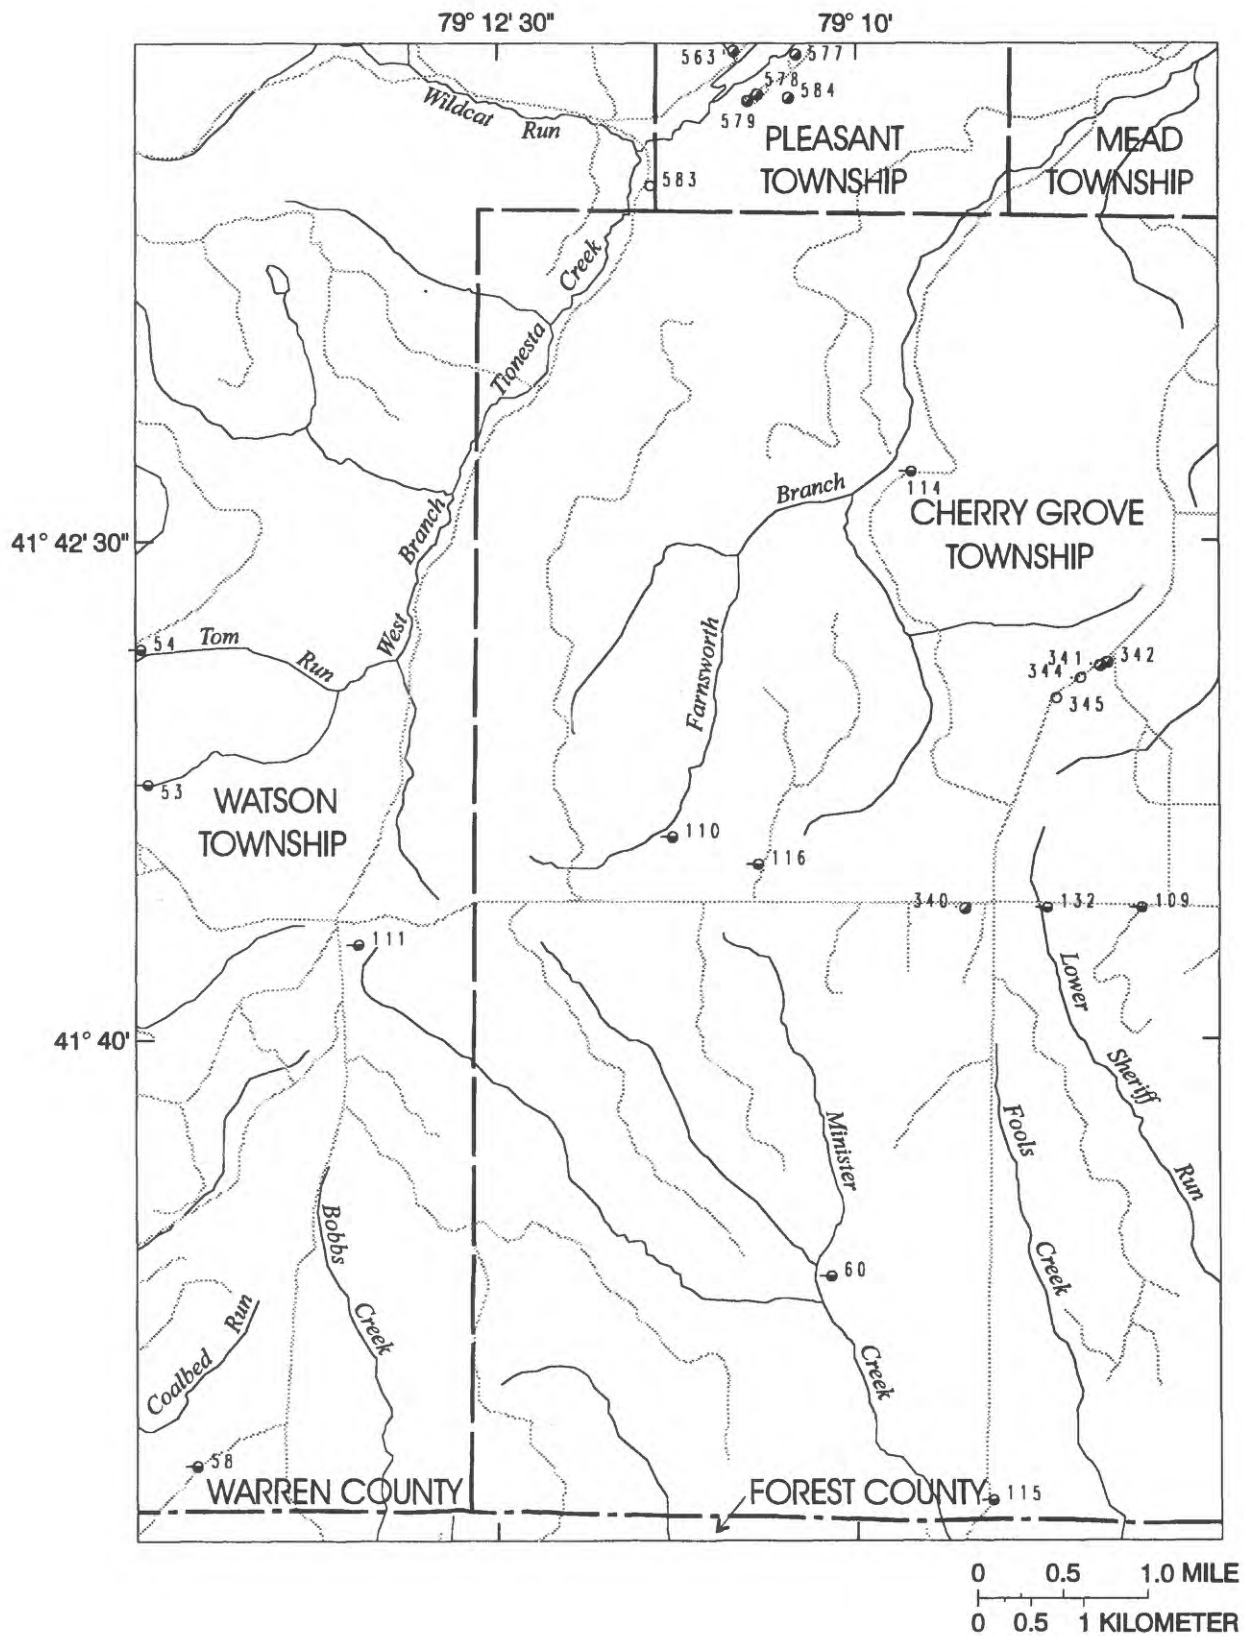 79° 12' 30"
79° 10'
563
577
578
584
579
Wildcat
Run
PLEASANT
TOWNSHIP
MEAD
TOWNSHIP
583
Creek
Tionesta
Branch
114
CHERRY GROVE
TOWNSHIP
Branch
41° 42' 30"
54
Tom
Run
West
Farnsworth
341
342
344
345
53
WATSON
TOWNSHIP
110
116
340
132
109
111
Lower
41° 40'
Sheriff
Fools
Minister
Run
Bobbs
Creek
60
Run
Creek
Coalbed
Creek
58
WARREN COUNTY
FOREST COUNTY
115
0 0.5 1.0 MILE
0 0.5 1 KILOMETER